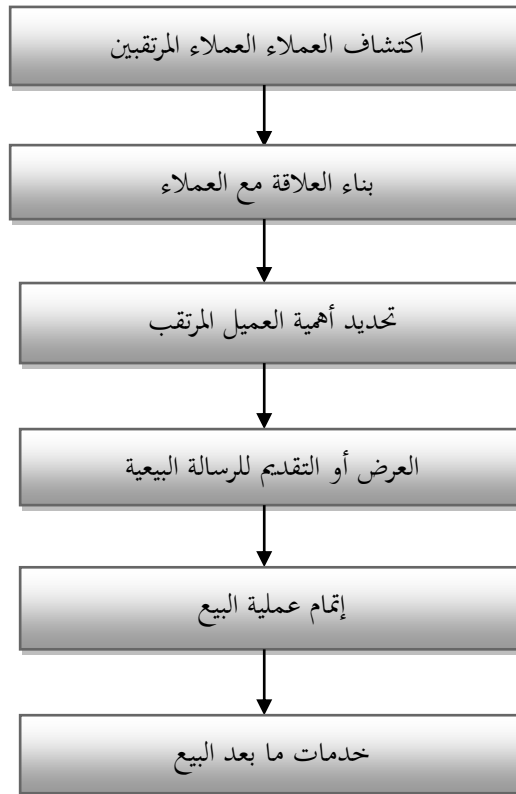 اكتشاف العملاء العملاء المرتقبين
بناء العلاقة مع العملاء
تحديد أهمية العميل المرتقب
العرض أو التقديم للرسالة البيعية
إتمام عملية البيع
خدمات ما بعد البيع